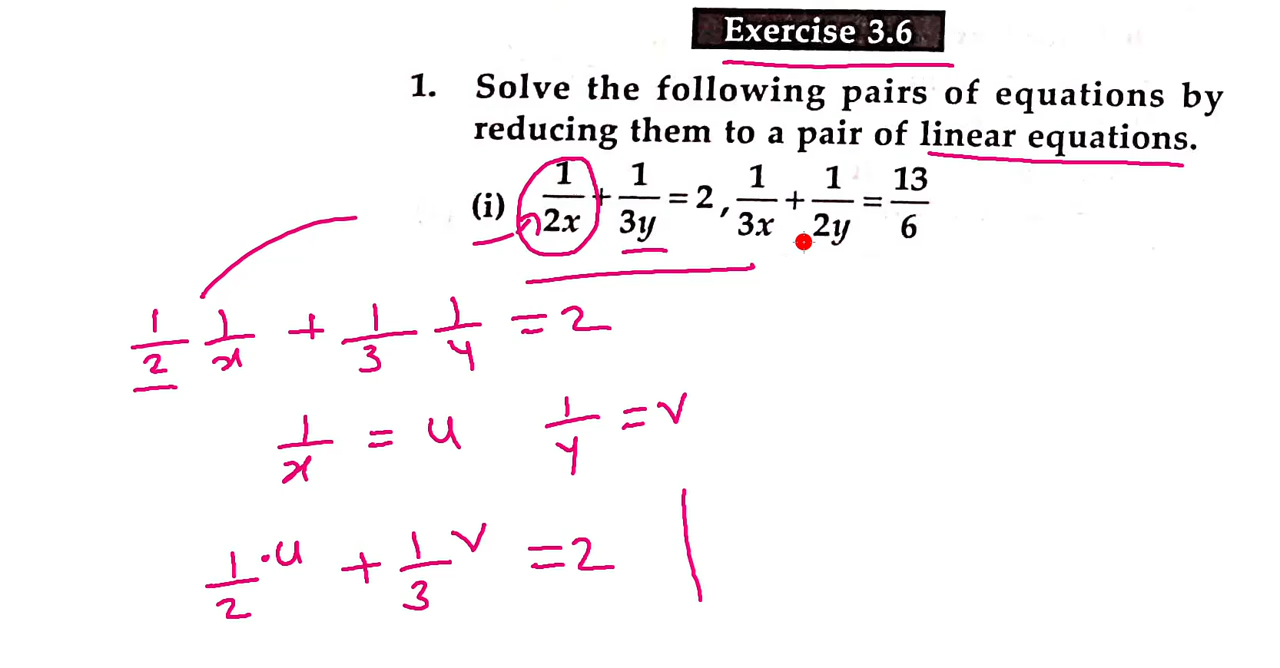 Exercise 3.6
1. Solve the following pairs of equations by
reducing them to a pair of linear equations.
(i) 1/2x + 1/3y = 2, 1/3x + 1/2y = 13/6
1/2 1/x + 1/3 1/y = 2
1/x = u 1/y = v
1/2 · u + 1/3 v = 2